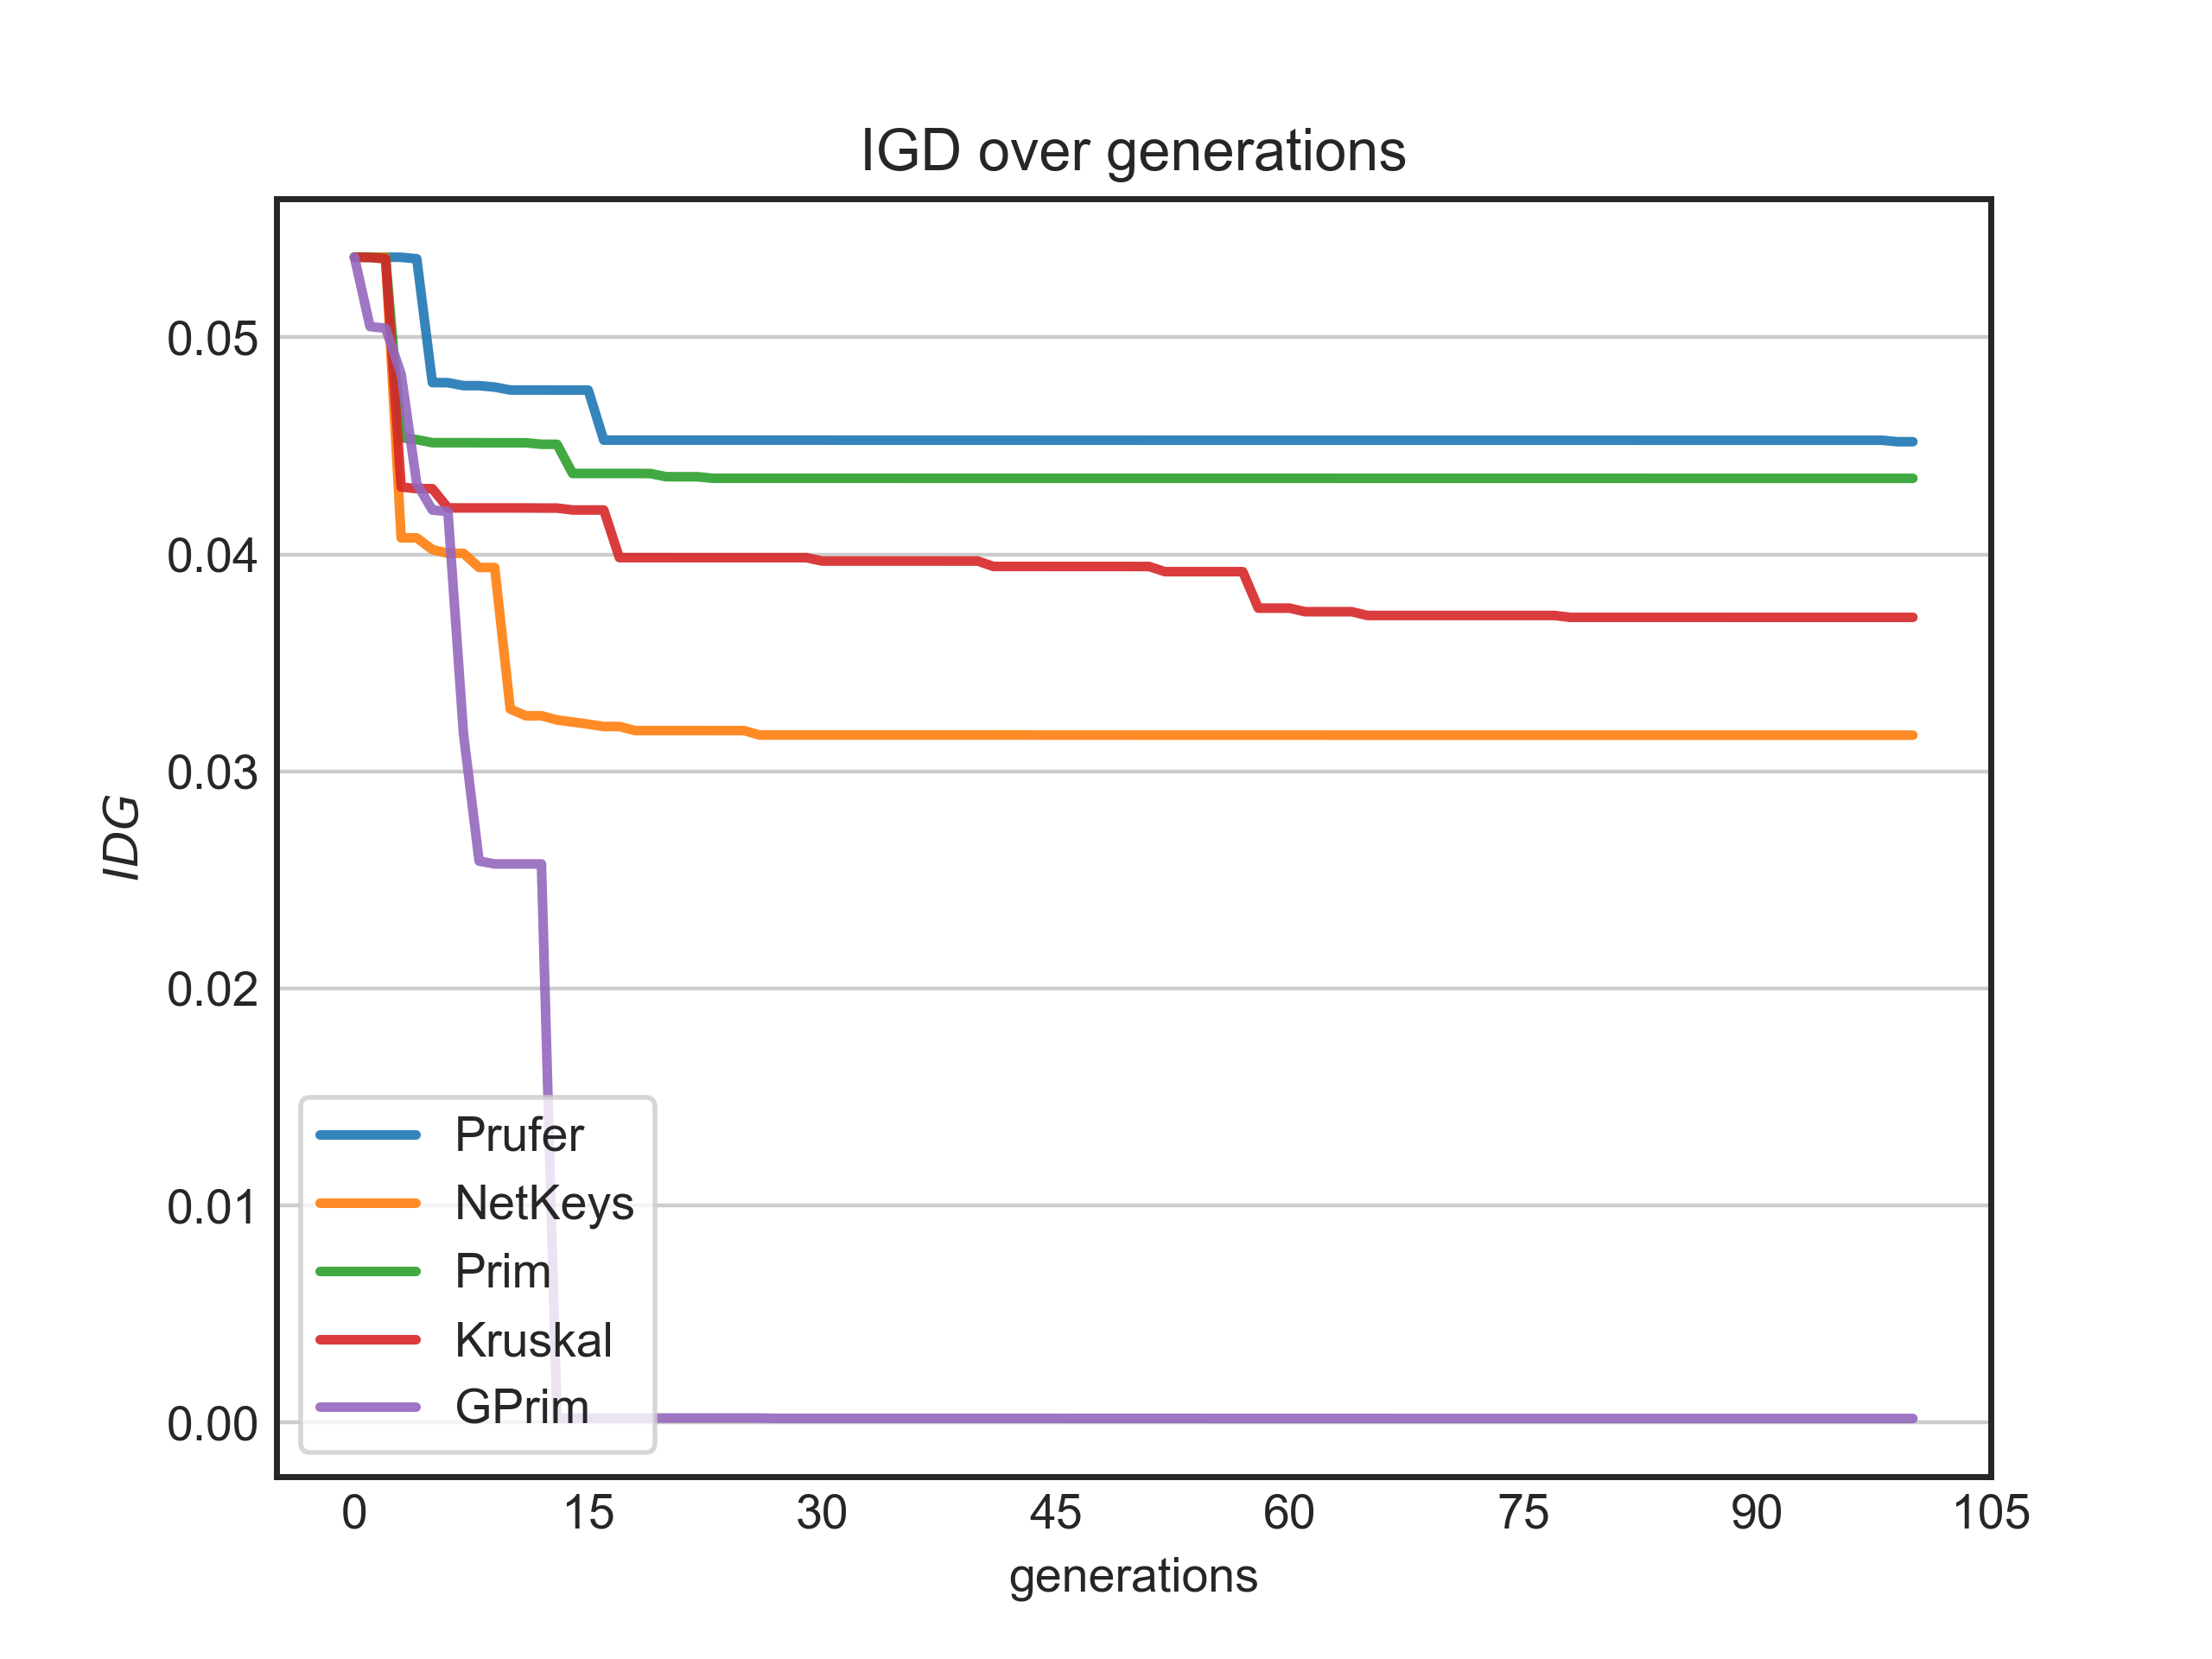 IGD over generations
IDG
0.05
0.04
0.03
0.02
0.01
0.00
Prufer
NetKeys
Prim
Kruskal
GPrim
0 15 30 45 60 75 90 105
generations